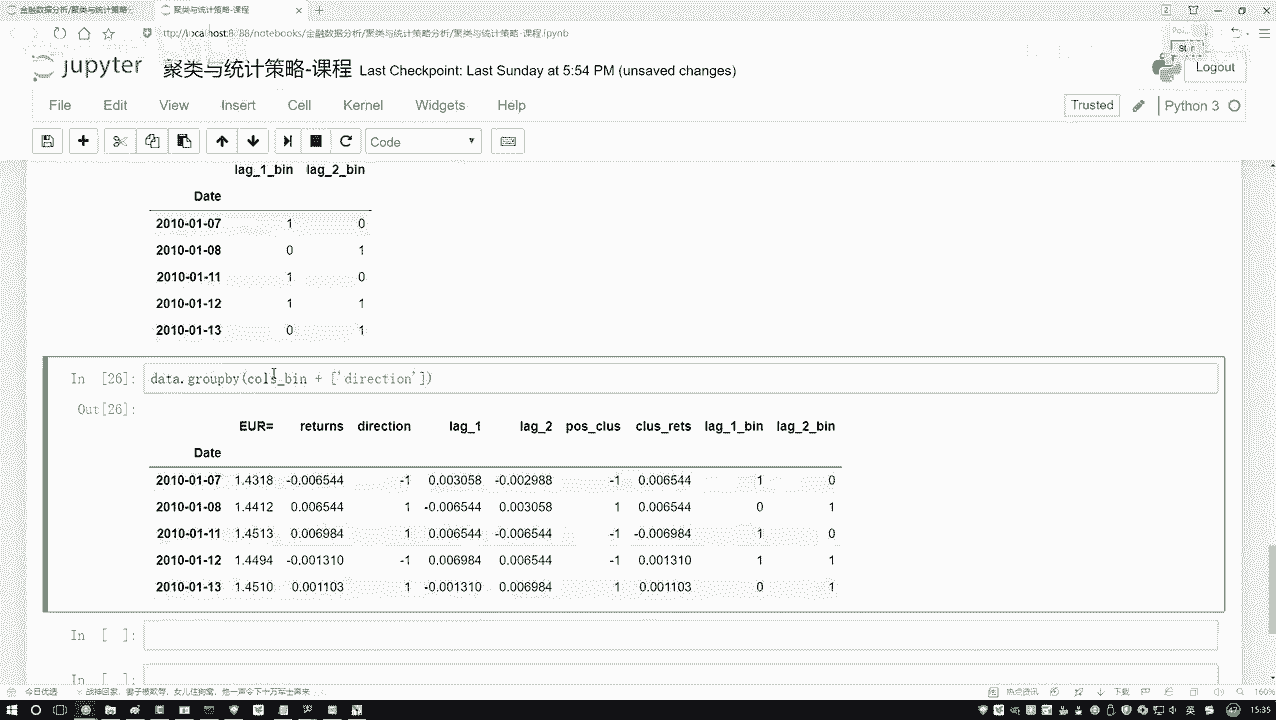 金融数据分析/聚类与统计策略 聚类与统计策略-课程
localhost:8888/notebooks/金融数据分析/聚类与统计策略分析/聚类与统计策略-课程.ipynb
jupyter 聚类与统计策略-课程 Last Checkpoint: Last Sunday at 5:54 PM (unsaved changes) Logout
File Edit View Insert Cell Kernel Widgets Help Trusted Python 3
Code
lag_1_bin lag_2_bin
Date
2010-01-07 1 0
2010-01-08 0 1
2010-01-11 1 0
2010-01-12 1 1
2010-01-13 0 1
In [26]: data.groupby(cols_bin + ['direction'])
Out[26]:
EUR= returns direction lag_1 lag_2 pos_clus clus_rets lag_1_bin lag_2_bin
Date
2010-01-07 1.4318 -0.006544 -1 0.003058 -0.002988 -1 0.006544 1 0
2010-01-08 1.4412 0.006544 1 -0.006544 0.003058 1 0.006544 0 1
2010-01-11 1.4513 0.006984 1 0.006544 -0.006544 -1 -0.006984 1 0
2010-01-12 1.4494 -0.001310 -1 0.006984 0.006544 -1 0.001310 1 1
2010-01-13 1.4510 0.001103 1 -0.001310 0.006984 1 0.001103 0 1
In [ ]:
In [ ]:
今日优选 热点资讯 下载 160%
英 15:35